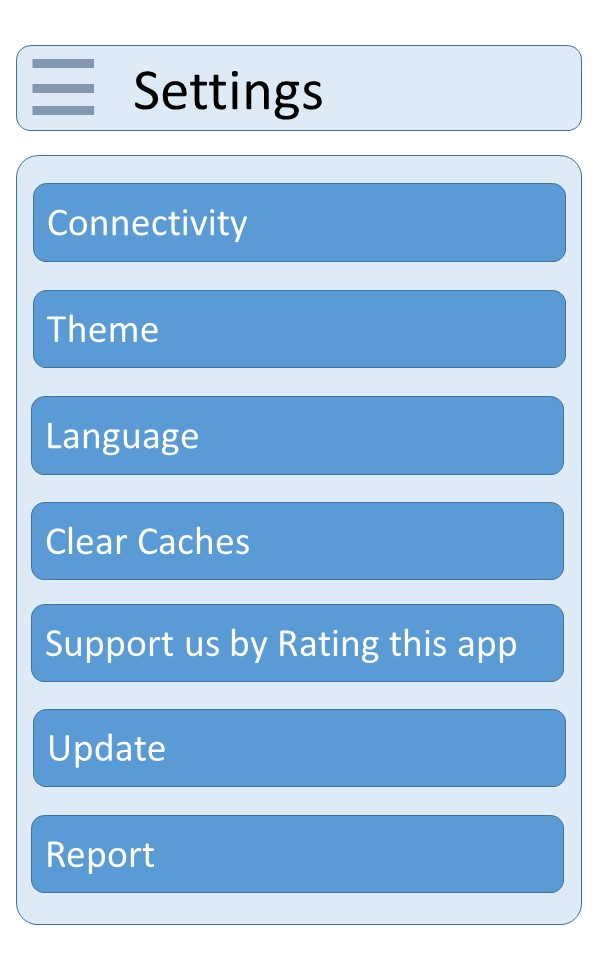 Settings
Connectivity
Theme
Language
Clear Caches
Support us by Rating this app
Update
Report